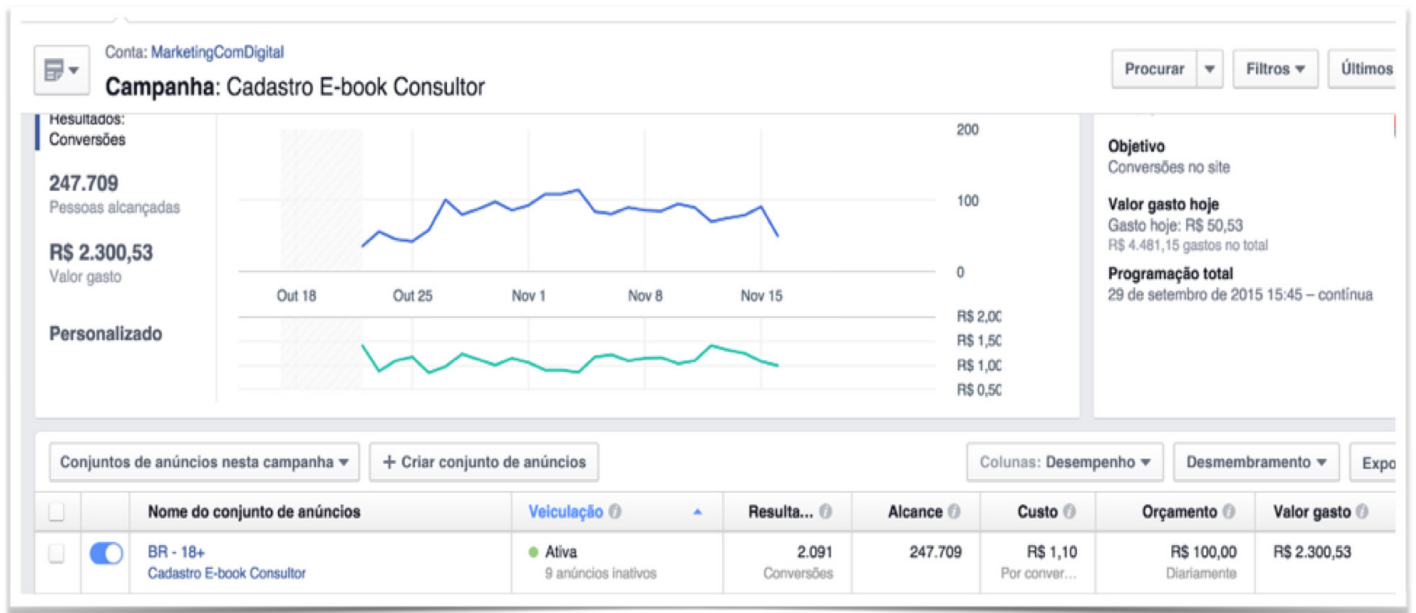 Conta: MarketingComDigital
Campanha: Cadastro E-book Consultor
Procurar
Filtros
Últimos
Resultados:
Conversões
247.709
Pessoas alcançadas
R$ 2.300,53
Valor gasto
Personalizado
200
100
0
Out 18 Out 25 Nov 1 Nov 8 Nov 15
R$ 2,00
R$ 1,50
R$ 1,00
R$ 0,50
Objetivo
Conversões no site
Valor gasto hoje
Gasto hoje: R$ 50,53
R$ 4.481,15 gastos no total
Programação total
29 de setembro de 2015 15:45 – contínua
Conjuntos de anúncios nesta campanha
+ Criar conjunto de anúncios
Colunas: Desempenho
Desmembramento
Expo
Nome do conjunto de anúncios Veiculação Resulta... Alcance Custo Orçamento Valor gasto
BR - 18+ Ativa 2.091 247.709 R$ 1,10 R$ 100,00 R$ 2.300,53
Cadastro E-book Consultor 9 anúncios inativos Conversões Por conver... Diariamente